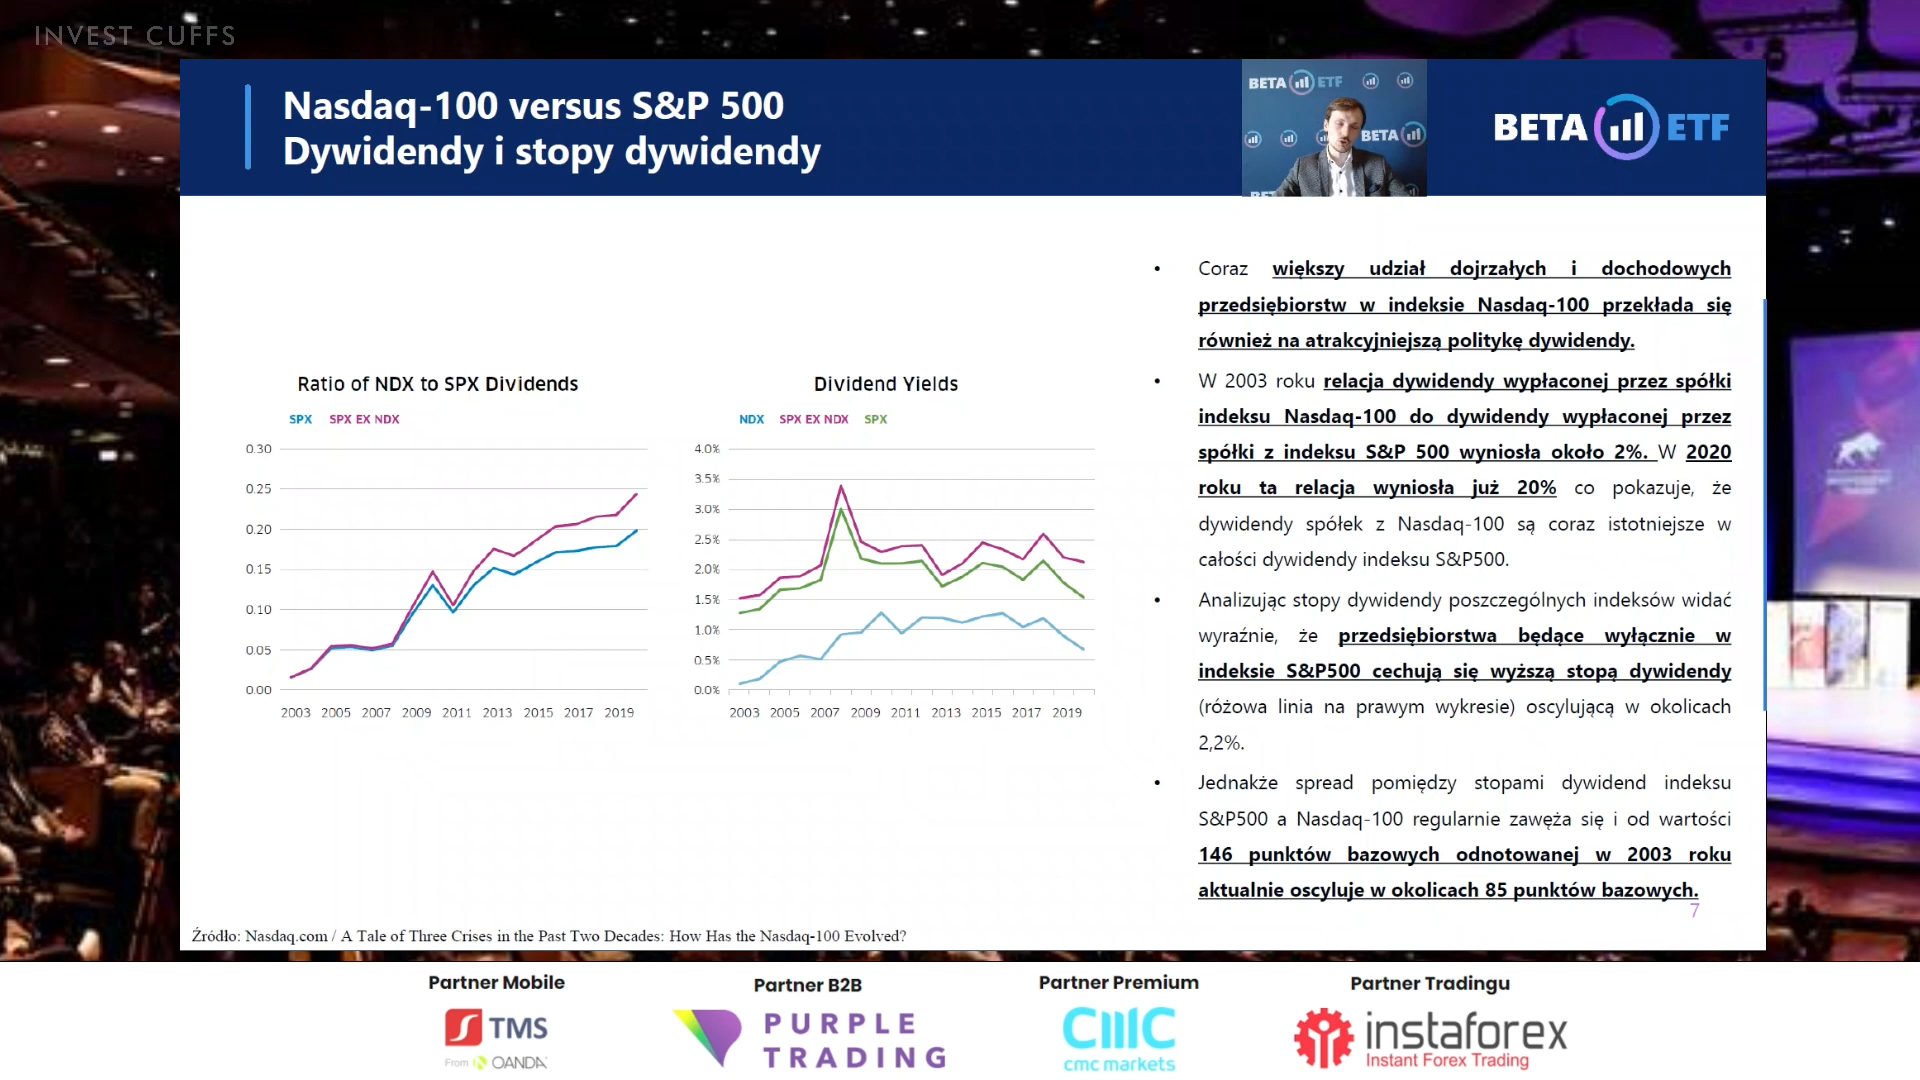 INVEST CUFFS
Nasdaq-100 versus S&P 500
Dywidendy i stopy dywidendy
BETA ETF
BETA
BETA ETF
Coraz większy udział dojrzałych i dochodowych
przedsiębiorstw w indeksie Nasdaq-100 przekłada się
również na atrakcyjniejszą politykę dywidendy.
W 2003 roku relacja dywidendy wypłaconej przez spółki
indeksu Nasdaq-100 do dywidendy wypłaconej przez
spółki z indeksu S&P 500 wyniosła około 2%. W 2020
roku ta relacja wyniosła już 20% co pokazuje, że
dywidendy spółek z Nasdaq-100 są coraz istotniejsze w
całości dywidendy indeksu S&P500.
Analizując stopy dywidendy poszczególnych indeksów widać
wyraźnie, że przedsiębiorstwa będące wyłącznie w
indeksie S&P500 cechują się wyższą stopą dywidendy
(różowa linia na prawym wykresie) oscylującą w okolicach
2,2%.
Jednakże spread pomiędzy stopami dywidend indeksu
S&P500 a Nasdaq-100 regularnie zawęża się i od wartości
146 punktów bazowych odnotowanej w 2003 roku
aktualnie oscyluje w okolicach 85 punktów bazowych.
7
Ratio of NDX to SPX Dividends
SPX SPX EX NDX
0.30
0.25
0.20
0.15
0.10
0.05
0.00
2003 2005 2007 2009 2011 2013 2015 2017 2019
Dividend Yields
NDX SPX EX NDX SPX
4.0%
3.5%
3.0%
2.5%
2.0%
1.5%
1.0%
0.5%
0.0%
2003 2005 2007 2009 2011 2013 2015 2017 2019
Źródło: Nasdaq.com / A Tale of Three Crises in the Past Two Decades: How Has the Nasdaq-100 Evolved?
Partner Mobile
TMS
From OANDA
Partner B2B
PURPLE
TRADING
Partner Premium
CMC
cmc markets
Partner Tradingu
instaforex
Instant Forex Trading